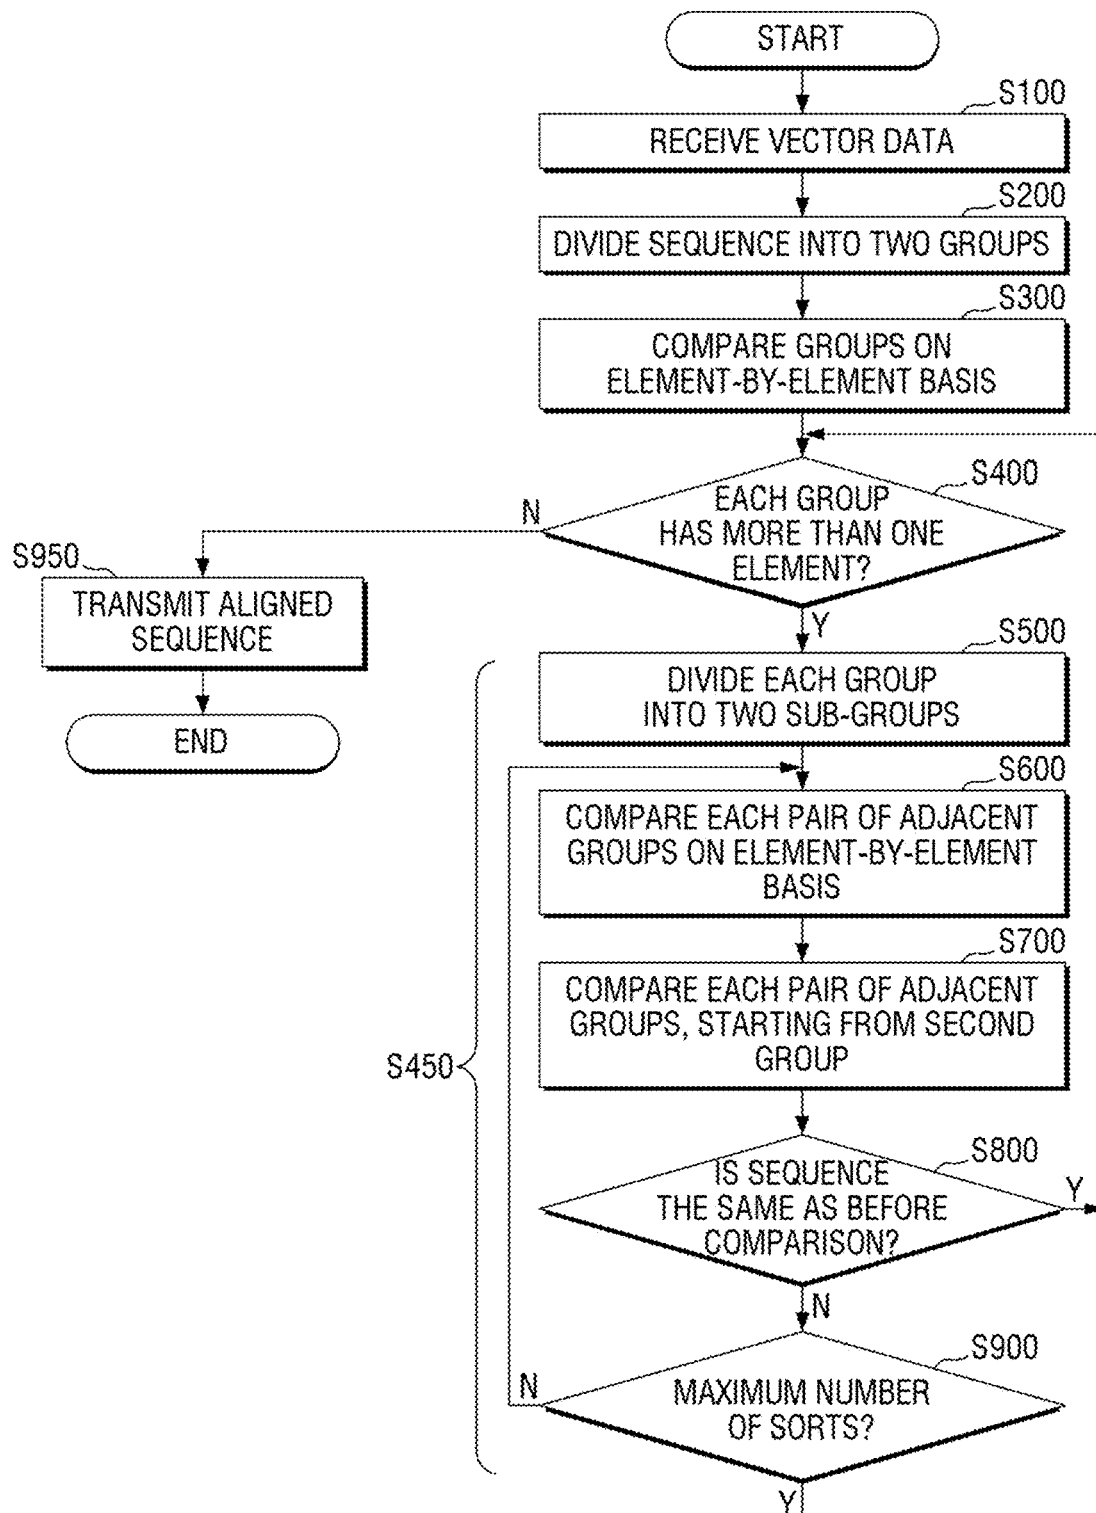 START
S100
RECEIVE VECTOR DATA
S200
DIVIDE SEQUENCE INTO TWO GROUPS
S300
COMPARE GROUPS ON
ELEMENT-BY-ELEMENT BASIS
S400
EACH GROUP
HAS MORE THAN ONE
ELEMENT?
N
Y
S950
TRANSMIT ALIGNED
SEQUENCE
END
S450
S500
DIVIDE EACH GROUP
INTO TWO SUB-GROUPS
S600
COMPARE EACH PAIR OF ADJACENT
GROUPS ON ELEMENT-BY-ELEMENT
BASIS
S700
COMPARE EACH PAIR OF ADJACENT
GROUPS, STARTING FROM SECOND
GROUP
S800
IS SEQUENCE
THE SAME AS BEFORE
COMPARISON?
Y
N
S900
MAXIMUM NUMBER
OF SORTS?
N
Y